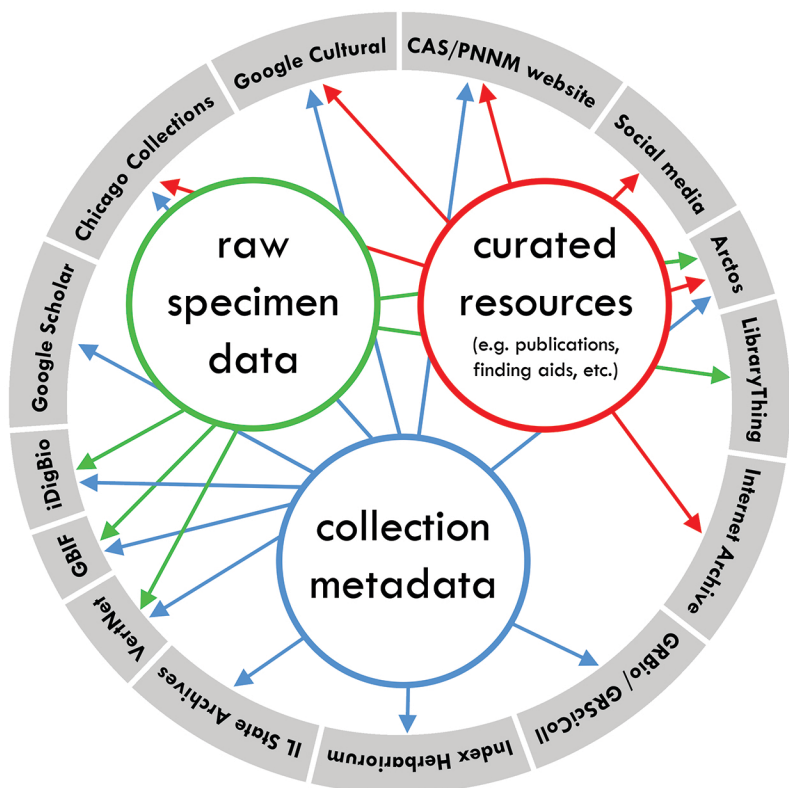 Google Cultural
CAS/PNNM website
Social media
Arctos
LibraryThing
Internet Archive
GRBio/ GRSciColl
Index Herbariorum
IL State Archives
VertNet
GBIF
iDigBio
Google Scholar
Chicago Collections
raw
specimen
data
curated
resources
(e.g. publications,
finding aids, etc.)
collection
metadata